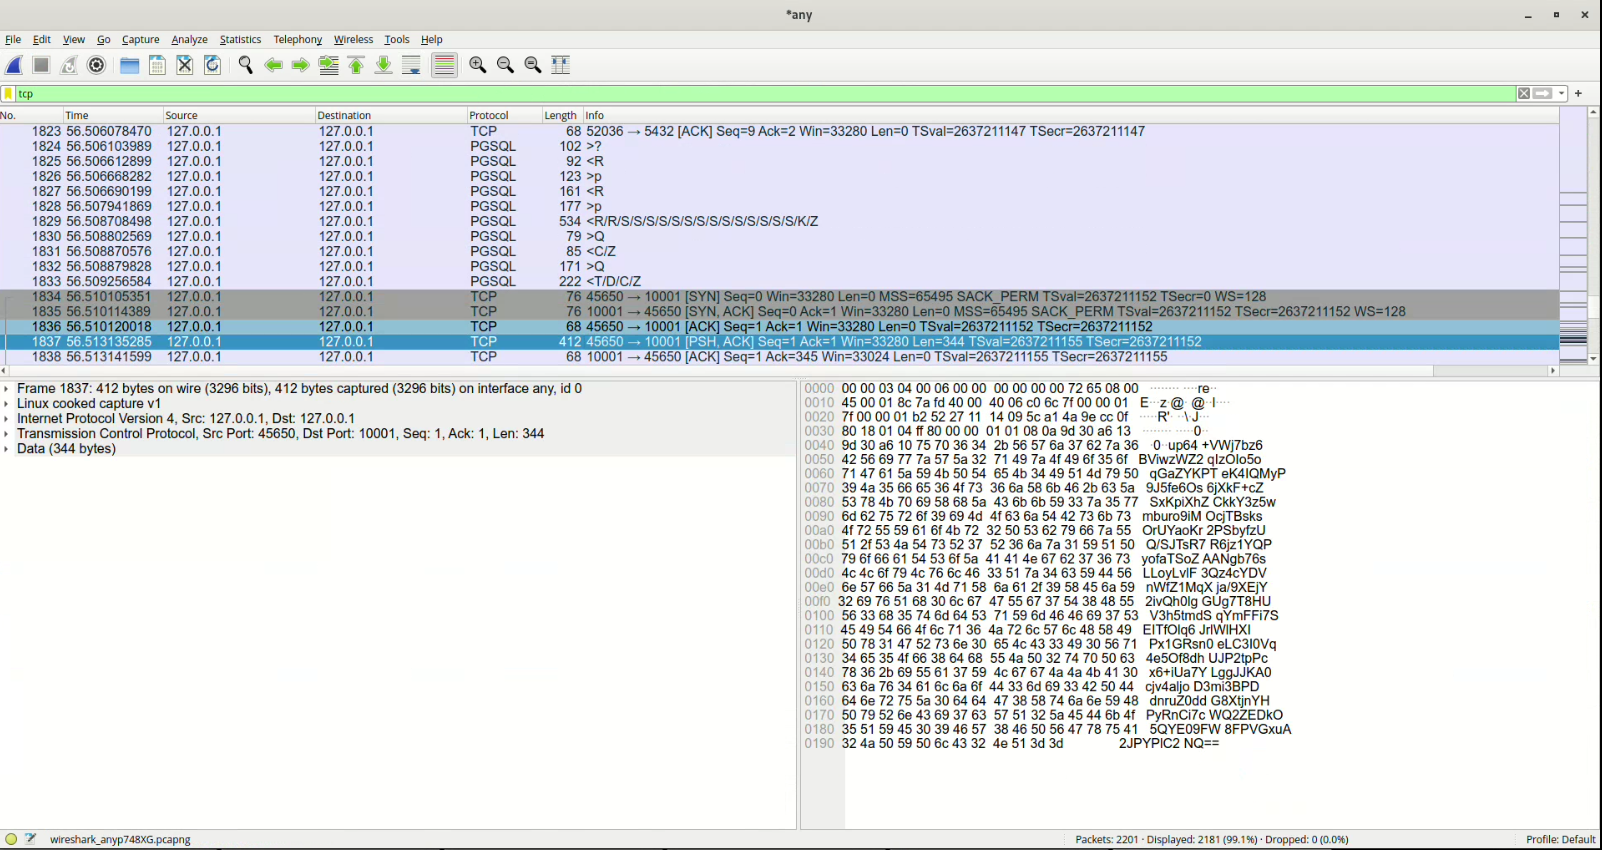 *any
File Edit View Go Capture Analyze Statistics Telephony Wireless Tools Help
tcp
No. Time Source Destination Protocol Length Info
1823 56.506078470 127.0.0.1 127.0.0.1 TCP 68 52036 → 5432 [ACK] Seq=9 Ack=2 Win=33280 Len=0 TSval=2637211147 TSecr=2637211147
1824 56.506103989 127.0.0.1 127.0.0.1 PGSQL 102 >?
1825 56.506612899 127.0.0.1 127.0.0.1 PGSQL 92 <R
1826 56.506668282 127.0.0.1 127.0.0.1 PGSQL 123 >p
1827 56.506690199 127.0.0.1 127.0.0.1 PGSQL 161 <R
1828 56.507941869 127.0.0.1 127.0.0.1 PGSQL 177 >p
1829 56.508708498 127.0.0.1 127.0.0.1 PGSQL 534 <R/R/S/S/S/S/S/S/S/S/S/S/S/S/S/S/K/Z
1830 56.508802569 127.0.0.1 127.0.0.1 PGSQL 79 >Q
1831 56.508870576 127.0.0.1 127.0.0.1 PGSQL 85 <C/Z
1832 56.508879828 127.0.0.1 127.0.0.1 PGSQL 171 >Q
1833 56.509256584 127.0.0.1 127.0.0.1 PGSQL 222 <T/D/C/Z
1834 56.510105351 127.0.0.1 127.0.0.1 TCP 76 45650 → 10001 [SYN] Seq=0 Win=33280 Len=0 MSS=65495 SACK_PERM TSval=2637211152 TSecr=0 WS=128
1835 56.510114389 127.0.0.1 127.0.0.1 TCP 76 10001 → 45650 [SYN, ACK] Seq=0 Ack=1 Win=33280 Len=0 MSS=65495 SACK_PERM TSval=2637211152 TSecr=2637211152 WS=128
1836 56.510120018 127.0.0.1 127.0.0.1 TCP 68 45650 → 10001 [ACK] Seq=1 Ack=1 Win=33280 Len=0 TSval=2637211152 TSecr=2637211152
1837 56.513135285 127.0.0.1 127.0.0.1 TCP 412 45650 → 10001 [PSH, ACK] Seq=1 Ack=1 Win=33280 Len=344 TSval=2637211155 TSecr=2637211152
1838 56.513141599 127.0.0.1 127.0.0.1 TCP 68 10001 → 45650 [ACK] Seq=1 Ack=345 Win=33024 Len=0 TSval=2637211155 TSecr=2637211155
Frame 1837: 412 bytes on wire (3296 bits), 412 bytes captured (3296 bits) on interface any, id 0
Linux cooked capture v1
Internet Protocol Version 4, Src: 127.0.0.1, Dst: 127.0.0.1
Transmission Control Protocol, Src Port: 45650, Dst Port: 10001, Seq: 1, Ack: 1, Len: 344
Data (344 bytes)
0000 00 00 03 04 00 06 00 00 00 00 00 00 72 65 08 00 ········ ····re··
0010 45 00 01 8c 7a fd 40 00 40 06 c0 6c 7f 00 00 01 E···z·@· @··l····
0020 7f 00 00 01 b2 52 27 11 14 09 5c a1 4a 9e cc 0f ·····R'· ··\·J···
0030 80 18 01 04 ff 80 00 00 01 01 08 0a 9d 30 a6 13 ········ ·····0··
0040 9d 30 a6 10 75 70 36 34 2b 56 57 6a 37 62 7a 36 ·0··up64 +VWj7bz6
0050 42 56 69 77 7a 57 5a 32 71 49 7a 4f 49 6f 35 6f BViwzWZ2 qIzOIo5o
0060 71 47 61 5a 59 4b 50 54 65 4b 34 49 51 4d 79 50 qGaZYKPT eK4IQMyP
0070 39 4a 35 66 65 36 4f 73 36 6a 58 6b 46 2b 63 5a 9J5fe6Os 6jXkF+cZ
0080 53 78 4b 70 69 58 68 5a 43 6b 6b 59 33 7a 35 77 SxKpiXhZ CkkY3z5w
0090 6d 62 75 72 6f 39 69 4d 4f 63 6a 54 42 73 6b 73 mburo9iM OcjTBsks
00a0 4f 72 55 59 61 6f 4b 72 32 50 53 62 79 66 7a 55 OrUYaoKr 2PSbyfzU
00b0 51 2f 53 4a 54 73 52 37 52 36 6a 7a 31 59 51 50 Q/SJTsR7 R6jz1YQP
00c0 79 6f 66 61 54 53 6f 5a 41 41 4e 67 62 37 36 73 yofaTSoZ AANgb76s
00d0 4c 4c 6f 79 4c 76 6c 46 33 51 7a 34 63 59 44 56 LLoyLvlF 3Qz4cYDV
00e0 6e 57 66 5a 31 4d 71 58 6a 61 2f 39 58 45 6a 59 nWfZ1MqX ja/9XEjY
00f0 32 69 76 51 68 30 6c 67 47 55 67 37 54 38 48 55 2ivQh0lg GUg7T8HU
0100 56 33 68 35 74 6d 64 53 71 59 6d 46 46 69 37 53 V3h5tmdS qYmFFi7S
0110 45 49 54 66 4f 6c 71 36 4a 72 6c 57 6c 48 58 49 EITfOlq6 JrlWlHXI
0120 50 78 31 47 52 73 6e 30 65 4c 43 33 49 30 56 71 Px1GRsn0 eLC3I0Vq
0130 34 65 35 4f 66 38 64 68 55 4a 50 32 74 70 50 63 4e5Of8dh UJP2tpPc
0140 78 36 2b 69 55 61 37 59 4c 67 67 4a 4a 4b 41 30 x6+iUa7Y LggJJKA0
0150 63 6a 76 34 61 6c 6a 6f 44 33 6d 69 33 42 50 44 cjv4aljo D3mi3BPD
0160 64 6e 72 75 5a 30 64 64 47 38 58 74 6a 6e 59 48 dnruZ0dd G8XtjnYH
0170 50 79 52 6e 43 69 37 63 57 51 32 5a 45 44 6b 4f PyRnCi7c WQ2ZEDkO
0180 35 51 59 45 30 39 46 57 38 46 50 56 47 78 75 41 5QYE09FW 8FPVGxuA
0190 32 4a 50 59 50 6c 43 32 4e 51 3d 3d 2JPYPlC2 NQ==
wireshark_anyp748XG.pcapng
Packets: 2201 · Displayed: 2181 (99.1%) · Dropped: 0 (0.0%)
Profile: Default